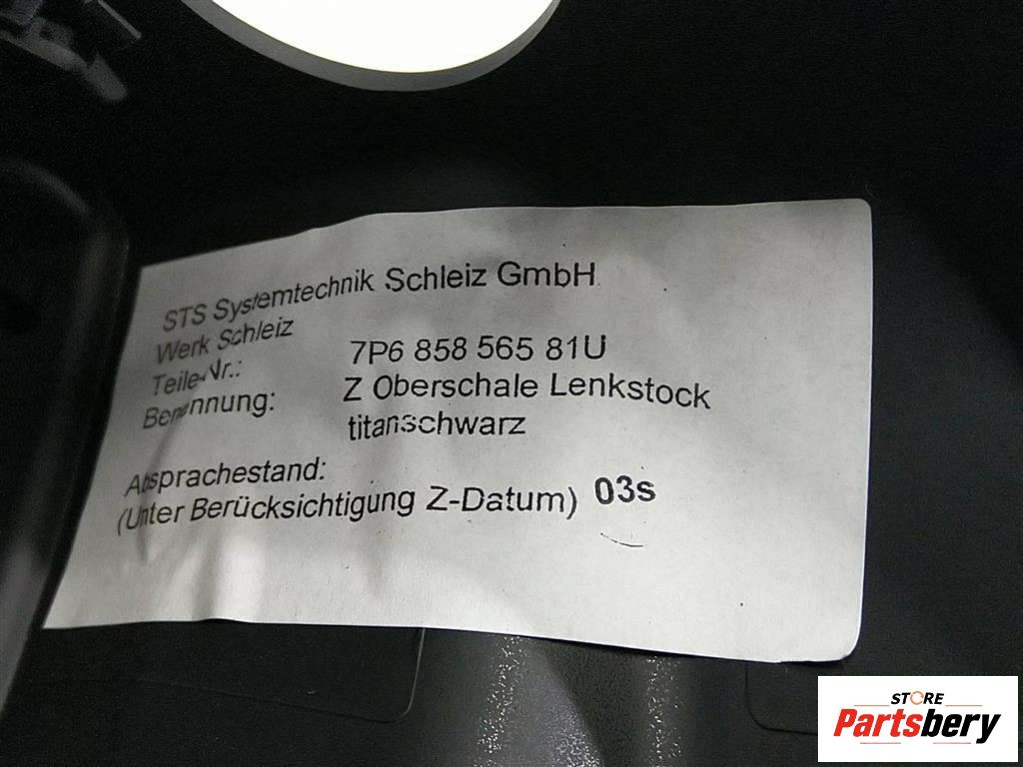 STS Systemtechnik Schleiz GmbH
Werk Schleiz
Teile-Nr.: 7P6 858 565 81U
Benennung: Z Oberschale Lenkstock
titanschwarz
Absprachestand:
(Unter Berücksichtigung Z-Datum) 03s
STORE
Partsbery